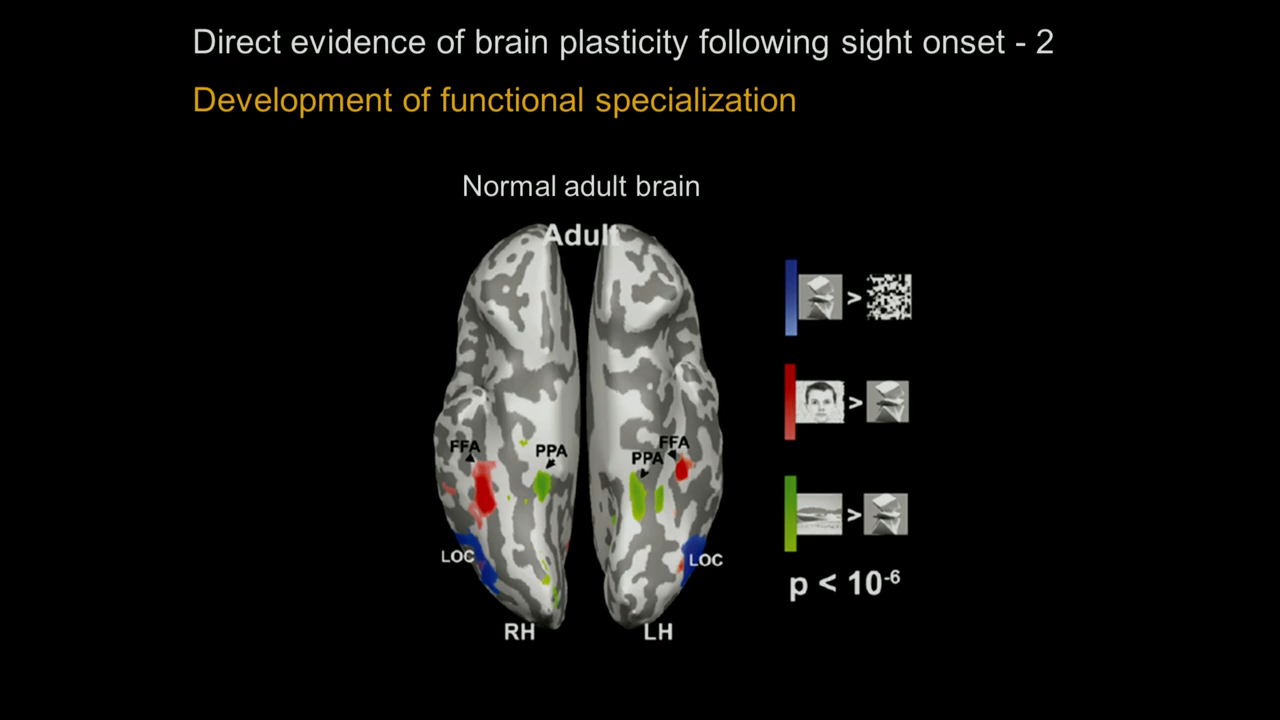 Direct evidence of brain plasticity following sight onset - 2
Development of functional specialization
Normal adult brain
Adult
FFA
PPA
PPA
FFA
LOC
LOC
RH
LH
>
>
>
p < 10-6